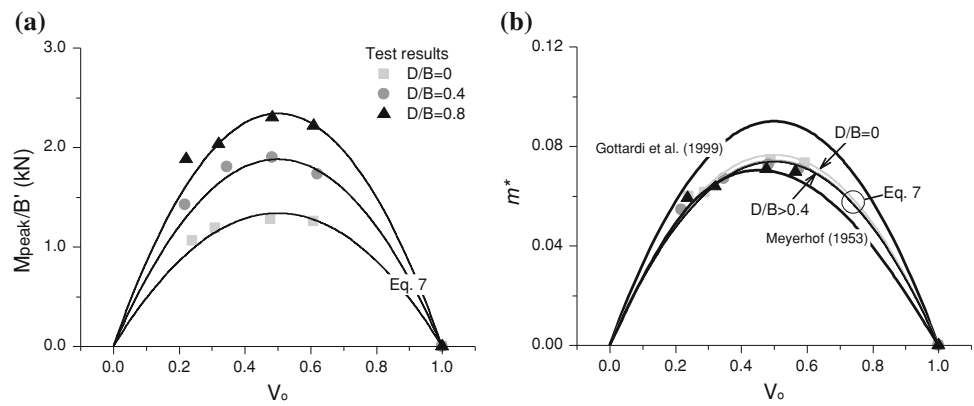 (a)
3.0
2.0
1.0
0.0
Mpeak/B' (kN)
Test results
D/B=0
D/B=0.4
D/B=0.8
Eq. 7
0.0 0.2 0.4 0.6 0.8 1.0
Vo
(b)
0.12
0.08
0.04
0.00
m*
Gottardi et al. (1999)
D/B=0
Eq. 7
D/B>0.4
Meyerhof (1953)
0.0 0.2 0.4 0.6 0.8 1.0
Vo